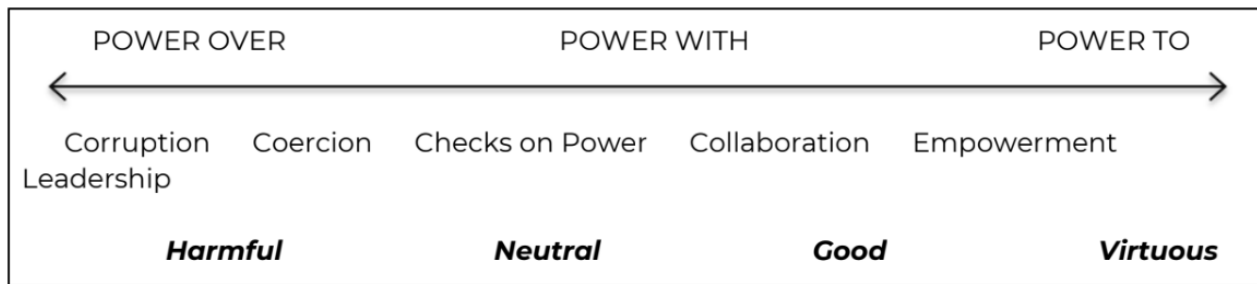 POWER OVER POWER WITH POWER TO
Corruption Coercion Checks on Power Collaboration Empowerment
Leadership
Harmful Neutral Good Virtuous